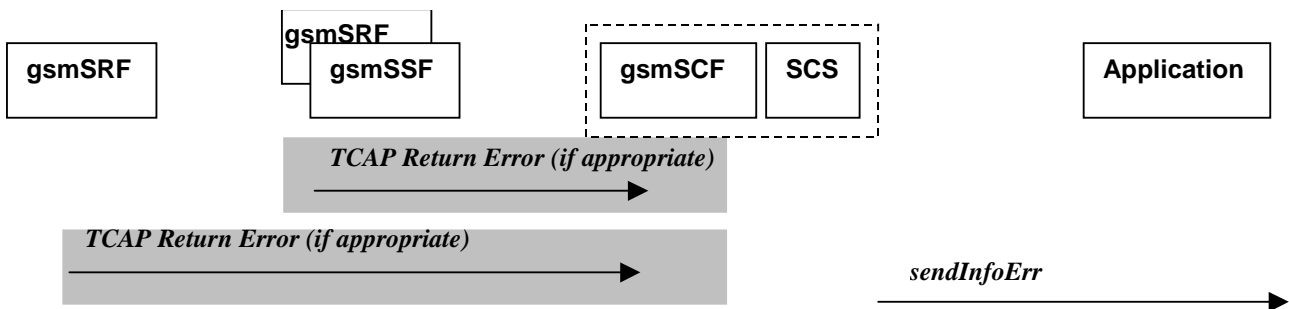 gsmSRF
gsmSRF
gsmSSF
gsmSCF
SCS
Application
TCAP Return Error (if appropriate)
TCAP Return Error (if appropriate)
sendInfoErr